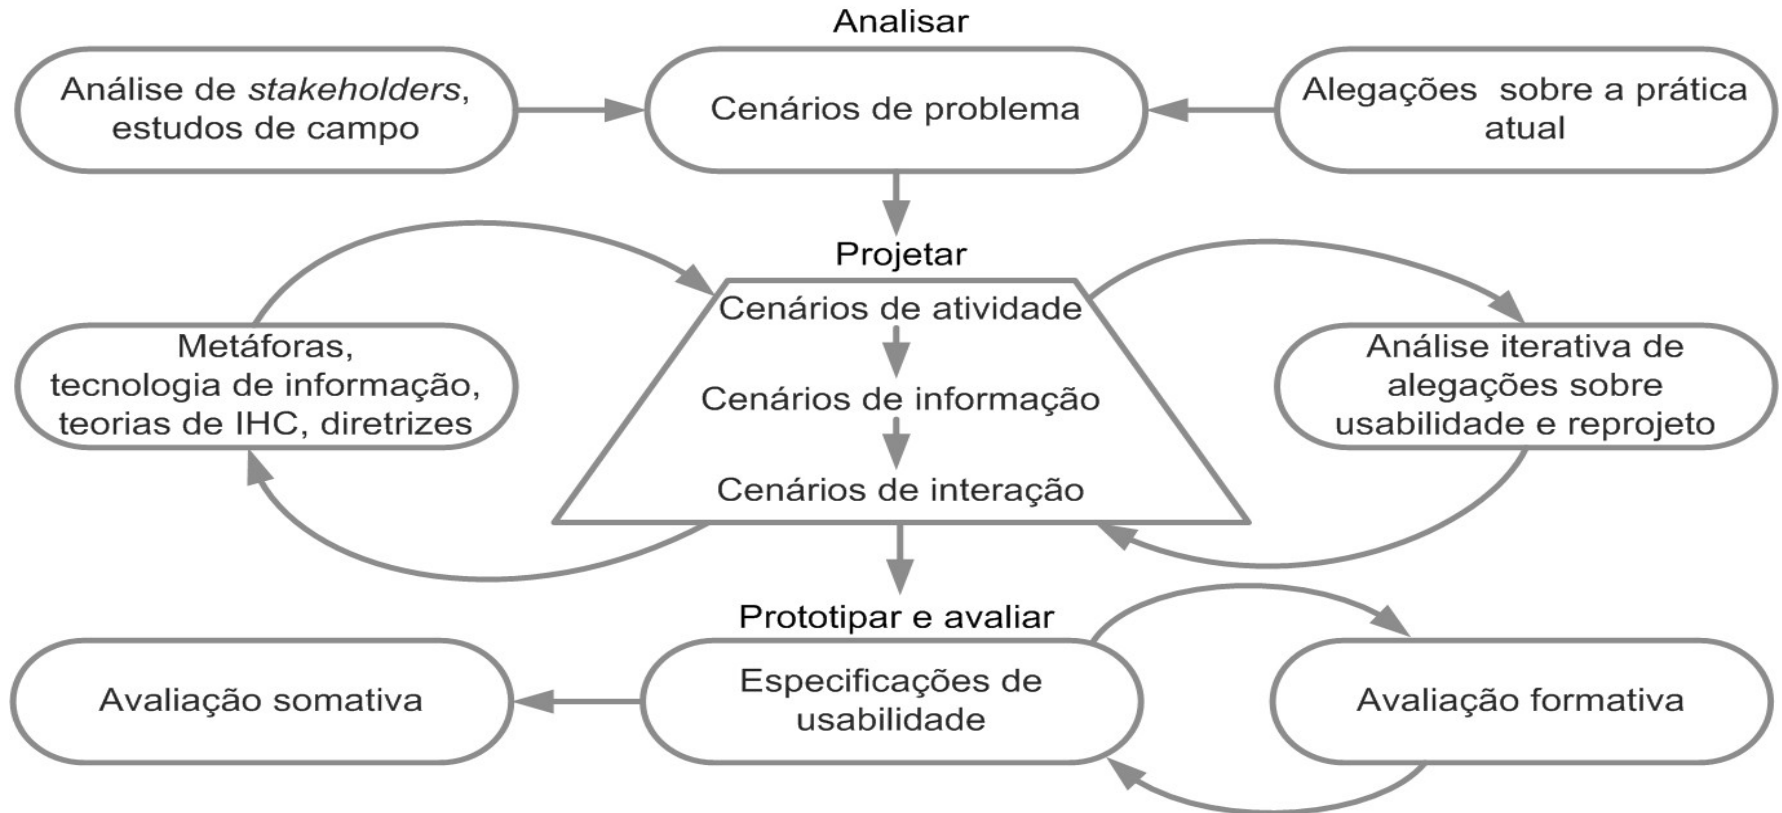 Analisar
Análise de stakeholders,
estudos de campo
Cenários de problema
Alegações sobre a prática
atual
Projetar
Cenários de atividade
Cenários de informação
Cenários de interação
Metáforas,
tecnologia de informação,
teorias de IHC, diretrizes
Análise iterativa de
alegações sobre
usabilidade e reprojeto
Prototipar e avaliar
Avaliação somativa
Especificações de
usabilidade
Avaliação formativa